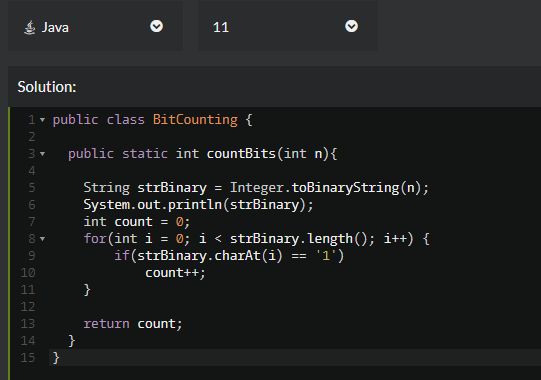 Java 11
Solution:
1 public class BitCounting {
2
3 public static int countBits(int n){
4
5 String strBinary = Integer.toBinaryString(n);
6 System.out.println(strBinary);
7 int count = 0;
8 for(int i = 0; i < strBinary.length(); i++) {
9 if(strBinary.charAt(i) == '1')
10 count++;
11 }
12
13 return count;
14 }
15 }